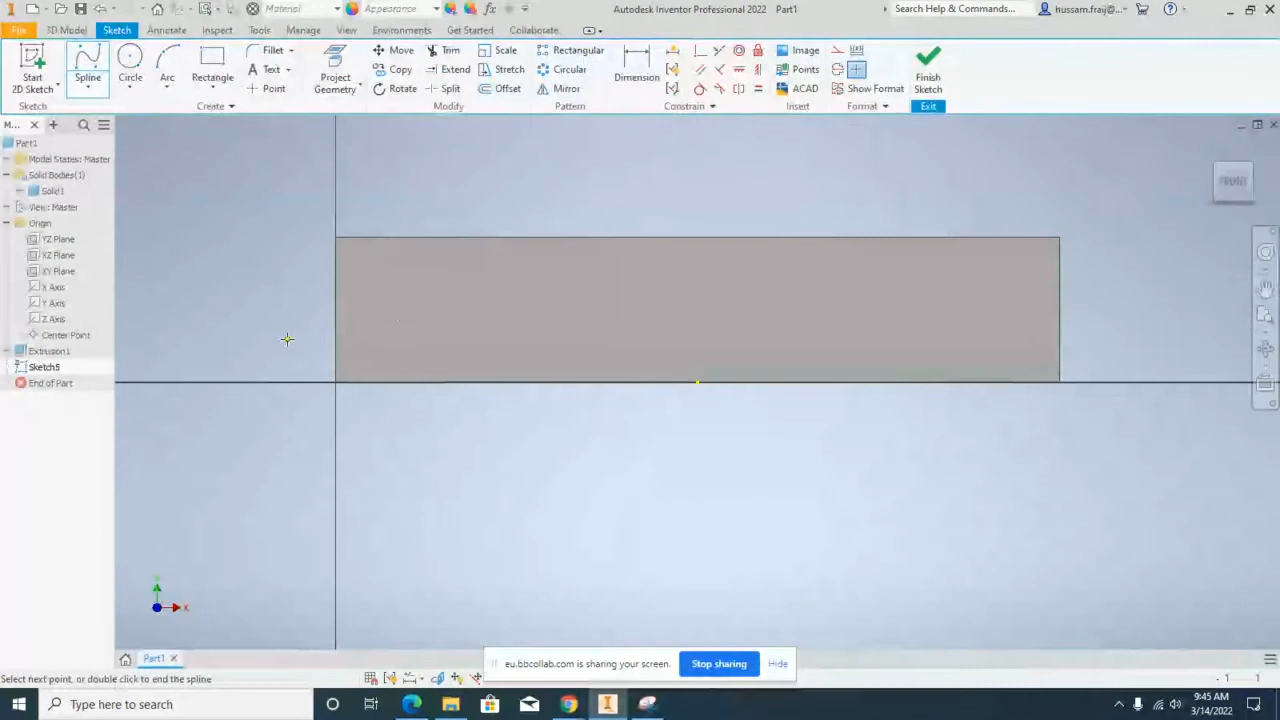 Material
Appearance
fx
Autodesk Inventor Professional 2022 Part1
Search Help & Commands...
hussam.fraij@...
File 3D Model Sketch Annotate Inspect Tools Manage View Environments Get Started Collaborate
Start
2D Sketch
Spline
Circle
Arc
Rectangle
Fillet
Text
Point
Project
Geometry
Move
Copy
Rotate
Trim
Extend
Split
Scale
Stretch
Offset
Rectangular
Circular
Mirror
Dimension
Image
Points
ACAD
Show Format
Finish
Sketch
Sketch Create Modify Pattern Constrain Insert Format Exit
M...
Part1
Model States: Master
Solid Bodies(1)
Solid1
View: Master
Origin
YZ Plane
XZ Plane
XY Plane
X Axis
Y Axis
Z Axis
Center Point
Extrusion1
Sketch5
End of Part
FRONT
X
Part1
eu.bbcollab.com is sharing your screen. Stop sharing Hide
Select next point, or double click to end the spline
1 1
Type here to search
9:45 AM
3/14/2022